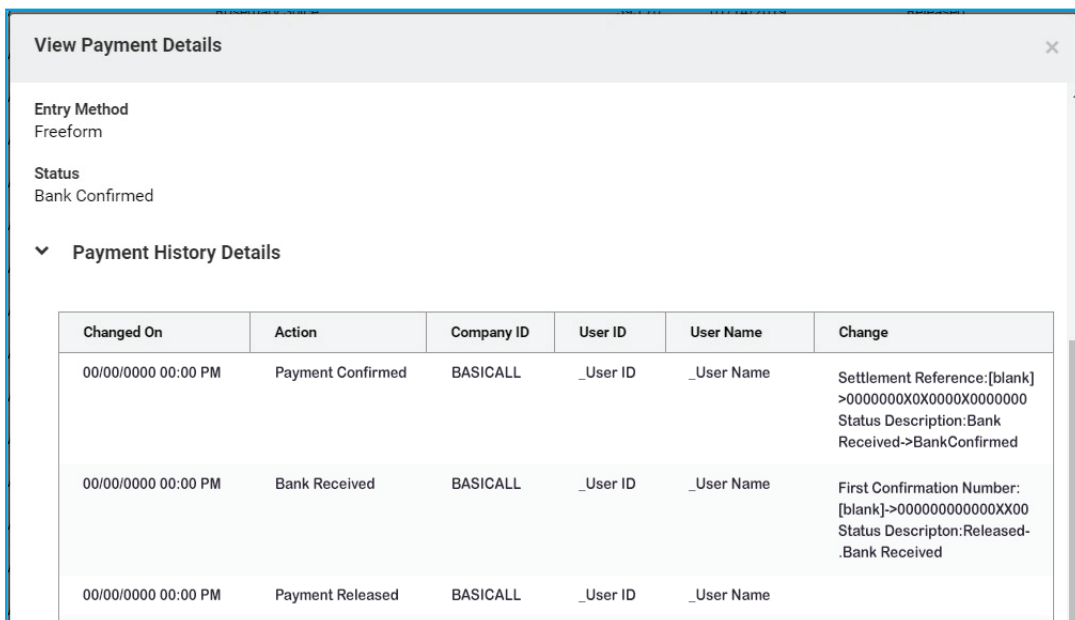 View Payment Details
×
Entry Method
Freeform
Status
Bank Confirmed
Payment History Details
Changed On Action Company ID User ID User Name Change
00/00/0000 00:00 PM Payment Confirmed BASICALL _User ID _User Name Settlement Reference:[blank]
>0000000X0X0000X0000000
Status Description:Bank
Received->BankConfirmed
00/00/0000 00:00 PM Bank Received BASICALL _User ID _User Name First Confirmation Number:
[blank]->000000000000XX00
Status Descripton:Released-
.Bank Received
00/00/0000 00:00 PM Payment Released BASICALL _User ID _User Name